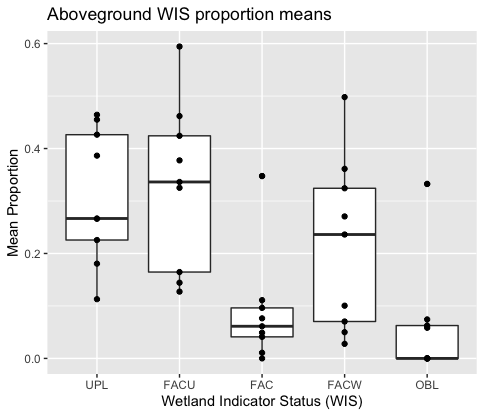 Aboveground WIS proportion means
Mean Proportion
0.6
0.4
0.2
0.0
UPL FACU FAC FACW OBL
Wetland Indicator Status (WIS)